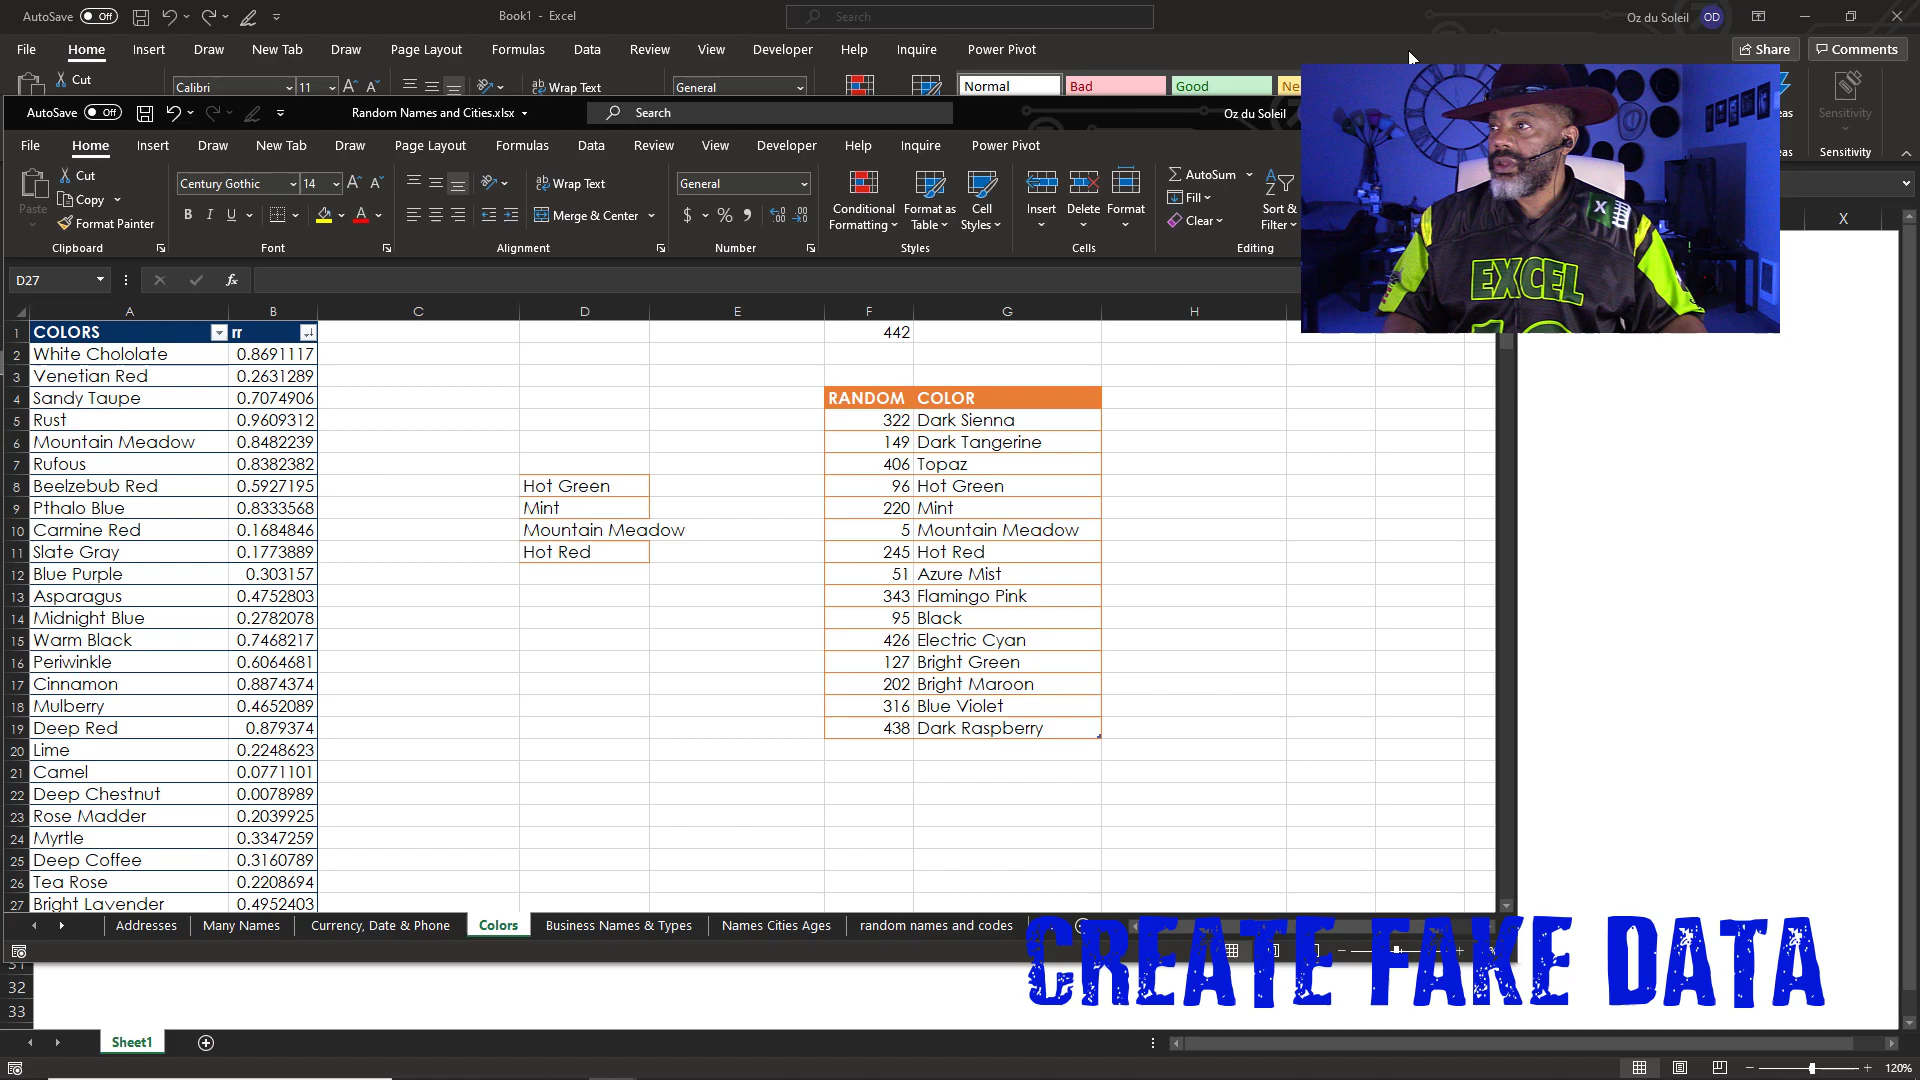 AutoSave Off Book1 - Excel Search Oz du Soleil OD
File Home Insert Draw New Tab Draw Page Layout Formulas Data Review View Developer Help Inquire Power Pivot Share Comments
Cut Calibri 11 Wrap Text General Normal Bad Good Ne
AutoSave Off Random Names and Cities.xlsx Search Oz du Soleil
eas Sensitivity
File Home Insert Draw New Tab Draw Page Layout Formulas Data Review View Developer Help Inquire Power Pivot
eas Sensitivity
Cut Century Gothic 14 Wrap Text General AutoSum
Paste Copy Conditional Formatting Format as Table Cell Styles Insert Delete Format Fill Sort & Filter
Format Painter B I U Merge & Center $ % Clear
Clipboard Font Alignment Number Styles Cells Editing
D27 fx
A B C D E F G H X
1 COLORS rr 442
2 White Chololate 0.8691117
3 Venetian Red 0.2631289
4 Sandy Taupe 0.7074906 RANDOM COLOR
5 Rust 0.9609312 322 Dark Sienna
6 Mountain Meadow 0.8482239 149 Dark Tangerine
7 Rufous 0.8382382 406 Topaz
8 Beelzebub Red 0.5927195 Hot Green 96 Hot Green
9 Pthalo Blue 0.8333568 Mint 220 Mint
10 Carmine Red 0.1684846 Mountain Meadow 5 Mountain Meadow
11 Slate Gray 0.1773889 Hot Red 245 Hot Red
12 Blue Purple 0.303157 51 Azure Mist
13 Asparagus 0.4752803 343 Flamingo Pink
14 Midnight Blue 0.2782078 95 Black
15 Warm Black 0.7468217 426 Electric Cyan
16 Periwinkle 0.6064681 127 Bright Green
17 Cinnamon 0.8874374 202 Bright Maroon
18 Mulberry 0.4652089 316 Blue Violet
19 Deep Red 0.879374 438 Dark Raspberry
20 Lime 0.2248623
21 Camel 0.0771101
22 Deep Chestnut 0.0078989
23 Rose Madder 0.2039925
24 Myrtle 0.3347259
25 Deep Coffee 0.3160789
26 Tea Rose 0.2208694
27 Bright Lavender 0.4952403
EXCEL
Addresses Many Names Currency, Date & Phone Colors Business Names & Types Names Cities Ages random names and codes
CREATE FAKE DATA
31
32
33
Sheet1
120%